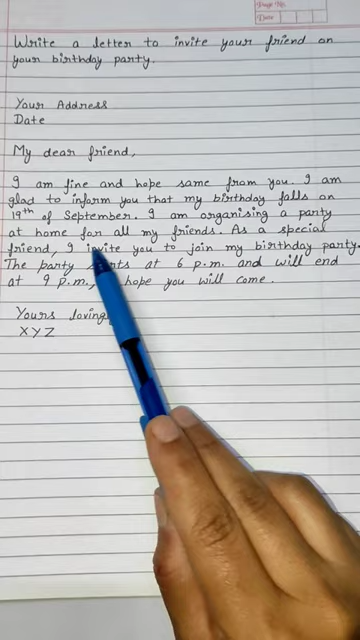 Page No.
Date
Write a letter to invite your friend on
your birthday party.
Your Address
Date
My dear friend,
I am fine and hope same from you. I am
glad to inform you that my birthday falls on
19th of September. I am organising a party
at home for all my friends. As a special
friend, I invite you to join my birthday party.
The party at 6 p.m. and will end
at 9 p.m., hope you will come.
Yours loving
XYZ